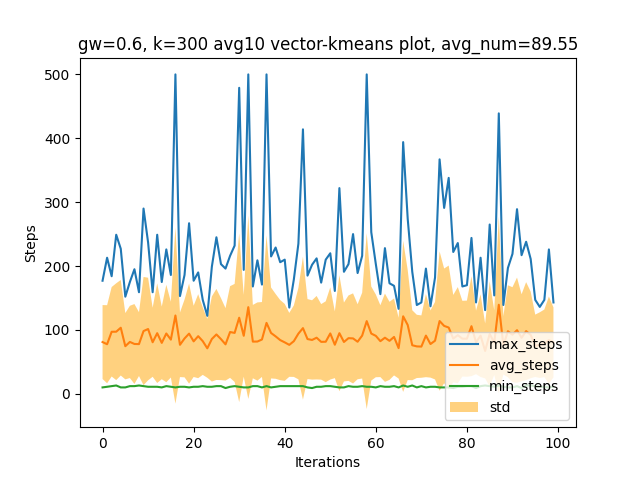 gw=0.6, k=300 avg10 vector-kmeans plot, avg_num=89.55
500
400
300
200
100
0
Steps
max_steps
avg_steps
min_steps
std
0 20 40 60 80 100
Iterations